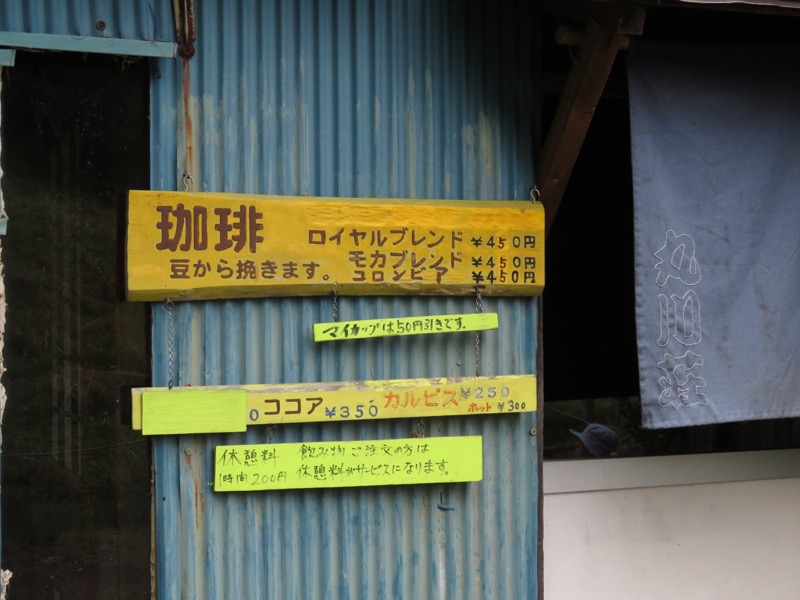 珈琲
豆から挽きます。
ロイヤルブレンド ¥450円
モカブレンド ¥450円
コロンビア ¥450円
マイカップは50円引きです。
0 ココア ¥350 カルピス ¥250
ホット ¥300
休憩料 飲み物ご注文の方は
1時間200円 休憩料がサービスになります。
丸川荘